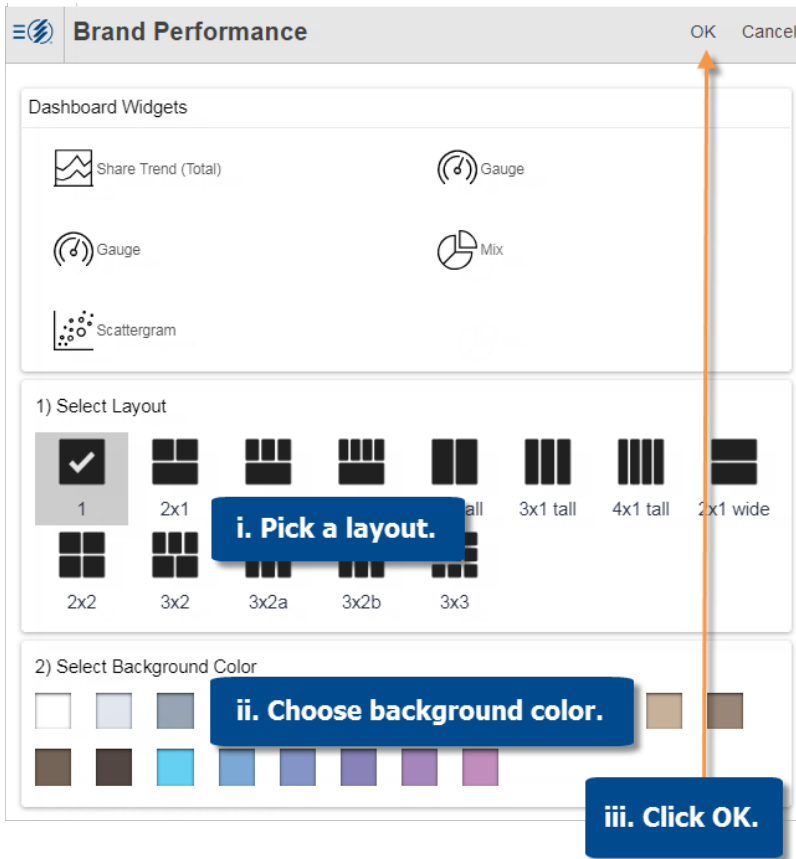 Brand Performance
OK Cancel
Dashboard Widgets
Share Trend (Total)
Gauge
Gauge
Mix
Scattergram
1) Select Layout
1
2x1
all
3x1 tall
4x1 tall
2x1 wide
i. Pick a layout.
2x2
3x2
3x2a
3x2b
3x3
2) Select Background Color
ii. Choose background color.
iii. Click OK.